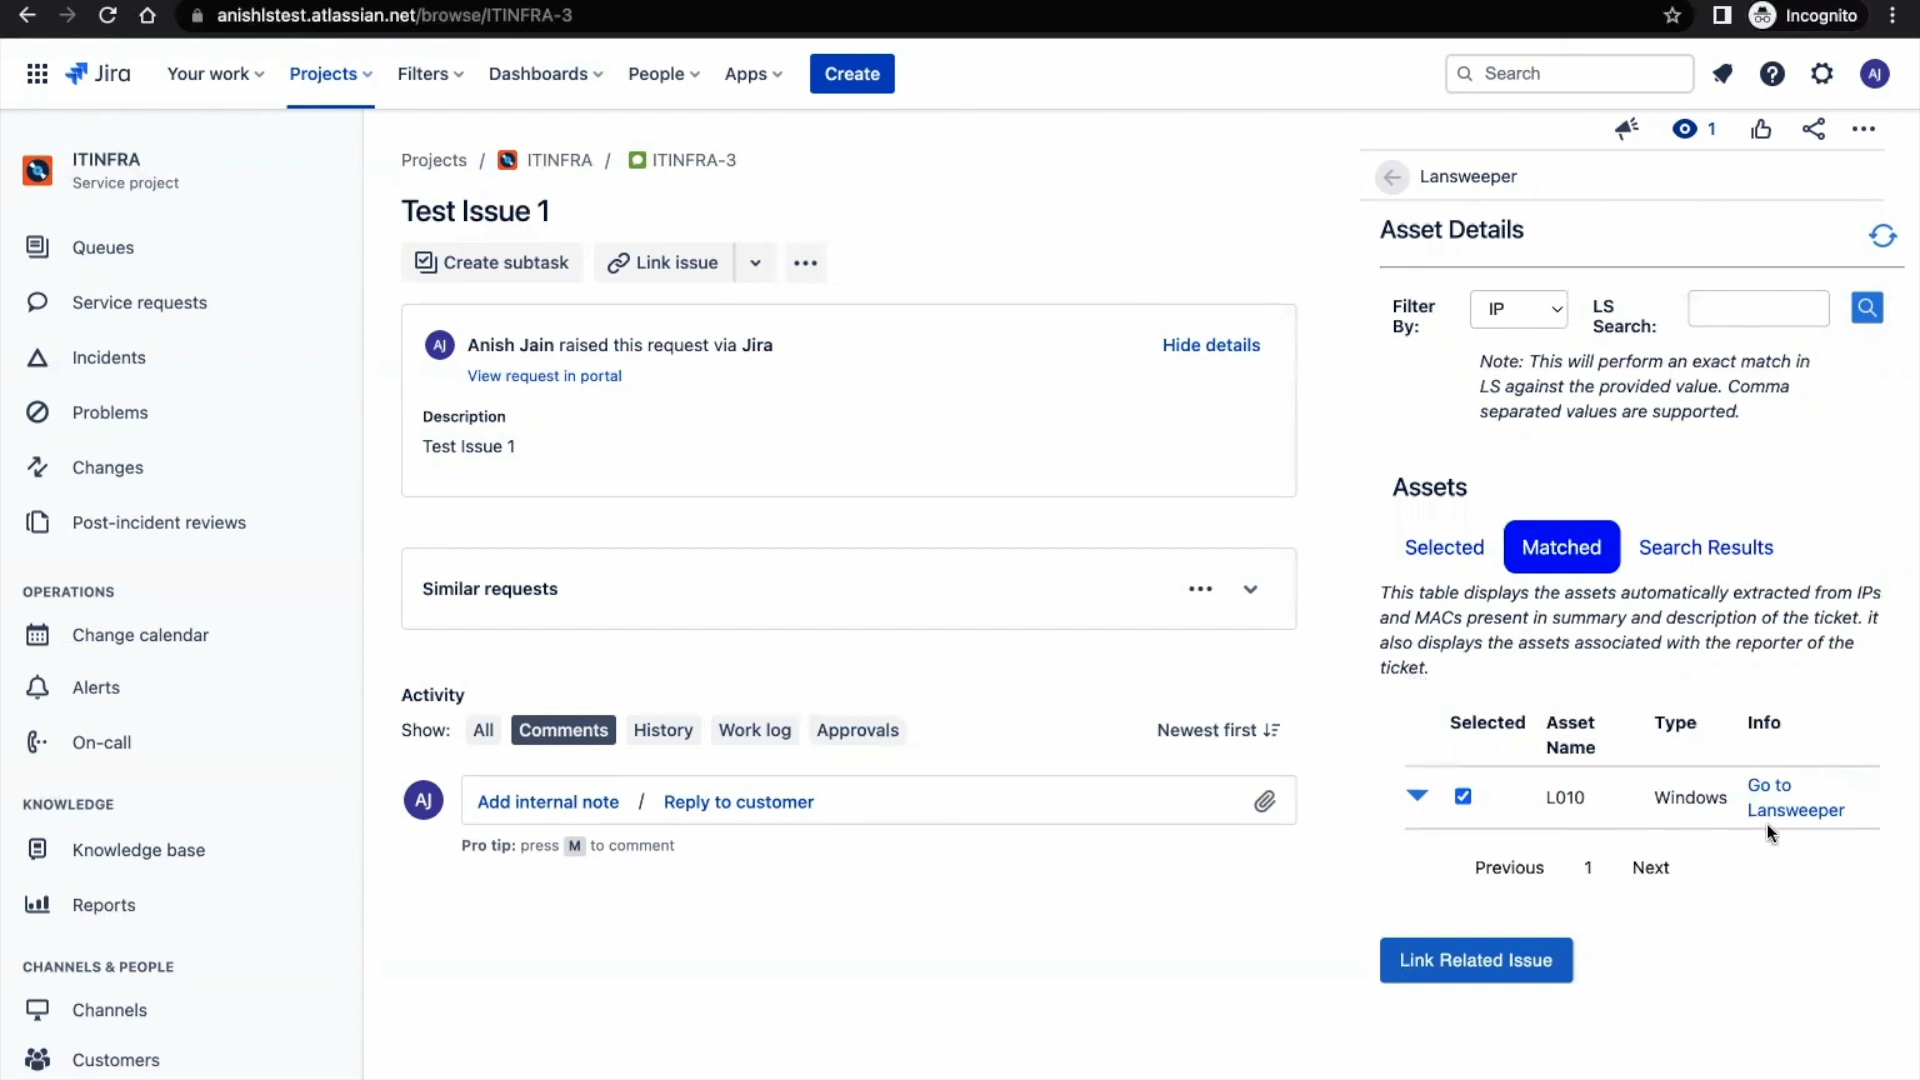 anishlstest.atlassian.net/browse/ITINFRA-3
Incognito
Jira
Your work
Projects
Filters
Dashboards
People
Apps
Create
Search
AJ
ITINFRA
Service project
Queues
Service requests
Incidents
Problems
Changes
Post-incident reviews
OPERATIONS
Change calendar
Alerts
On-call
KNOWLEDGE
Knowledge base
Reports
CHANNELS & PEOPLE
Channels
Customers
Projects / ITINFRA / ITINFRA-3
Test Issue 1
Create subtask
Link issue
AJ
Anish Jain raised this request via Jira
Hide details
View request in portal
Description
Test Issue 1
Similar requests
Activity
Show: All Comments History Work log Approvals
Newest first
AJ
Add internal note / Reply to customer
Pro tip: press M to comment
1
Lansweeper
Asset Details
Filter
By:
IP
LS
Search:
Note: This will perform an exact match in
LS against the provided value. Comma
separated values are supported.
Assets
Selected Matched Search Results
This table displays the assets automatically extracted from IPs
and MACs present in summary and description of the ticket. it
also displays the assets associated with the reporter of the
ticket.
Selected
Asset
Name
Type
Info
L010
Windows
Go to
Lansweeper
Previous 1 Next
Link Related Issue